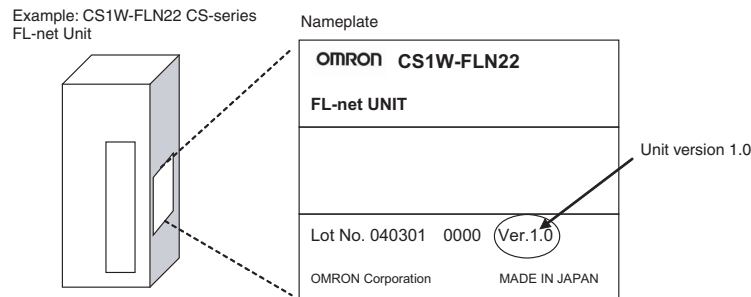 Example: CS1W-FLN22 CS-series
FL-net Unit
Nameplate
OMRON CS1W-FLN22
FL-net UNIT
Unit version 1.0
Lot No. 040301 0000 Ver.1.0
OMRON Corporation MADE IN JAPAN